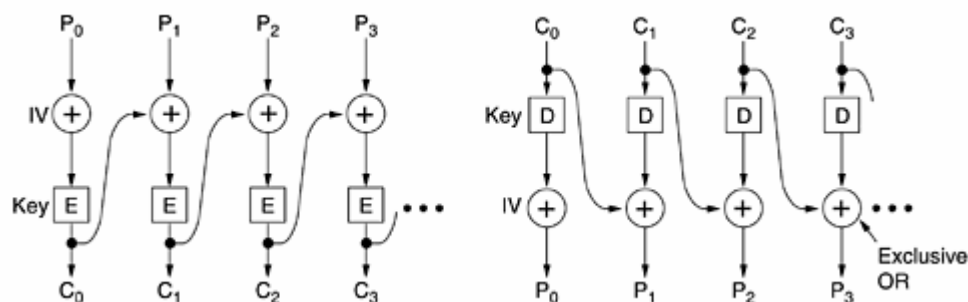 P₀ P₁ P₂ P₃
IV + + + +
Key E E E E
C₀ C₁ C₂ C₃
C₀ C₁ C₂ C₃
Key D D D D
IV + + + +
Exclusive
OR
P₀ P₁ P₂ P₃